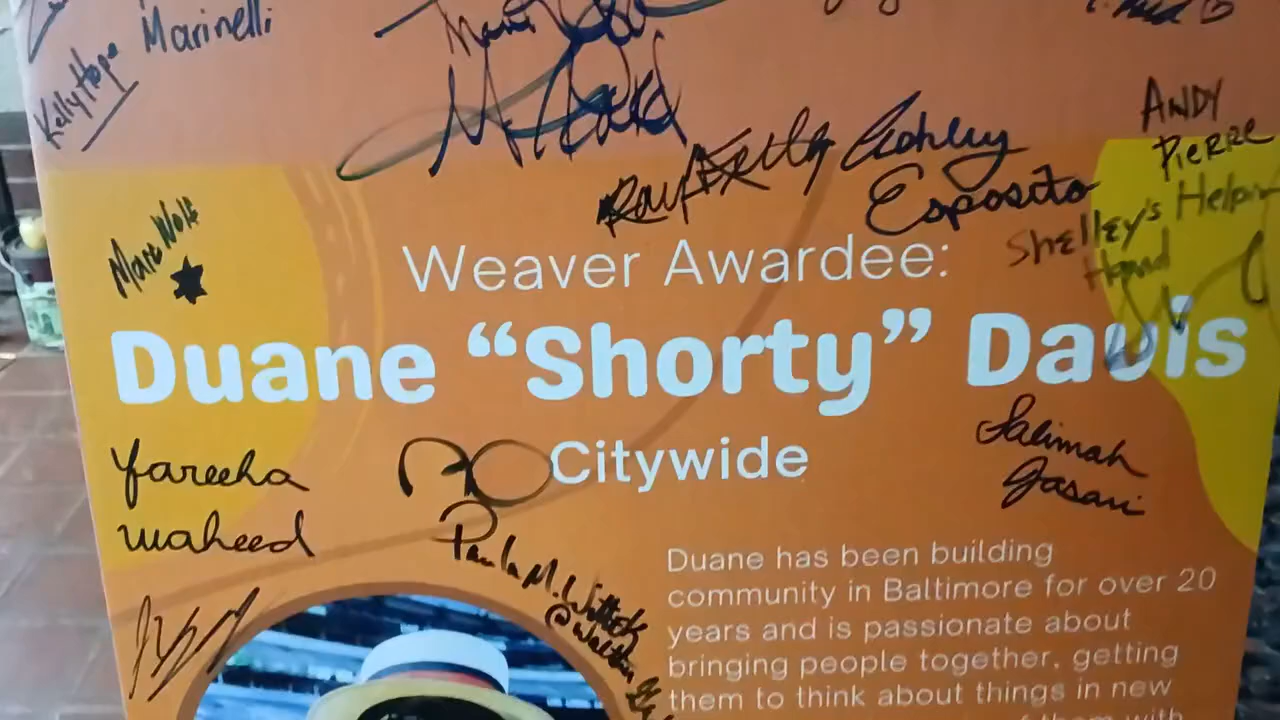 Marinelli
Kelly Hope
Ashley
Esposito
ANDY
PIERRE
Shelley's Helpin
Hand
Marc Wolf
Weaver Awardee:
Duane “Shorty” Davis
Citywide
Fareeha
Waheed
Salimah
Jasani
Paula M.
Duane has been building
community in Baltimore for over 20
years and is passionate about
bringing people together, getting
them to think about things in new